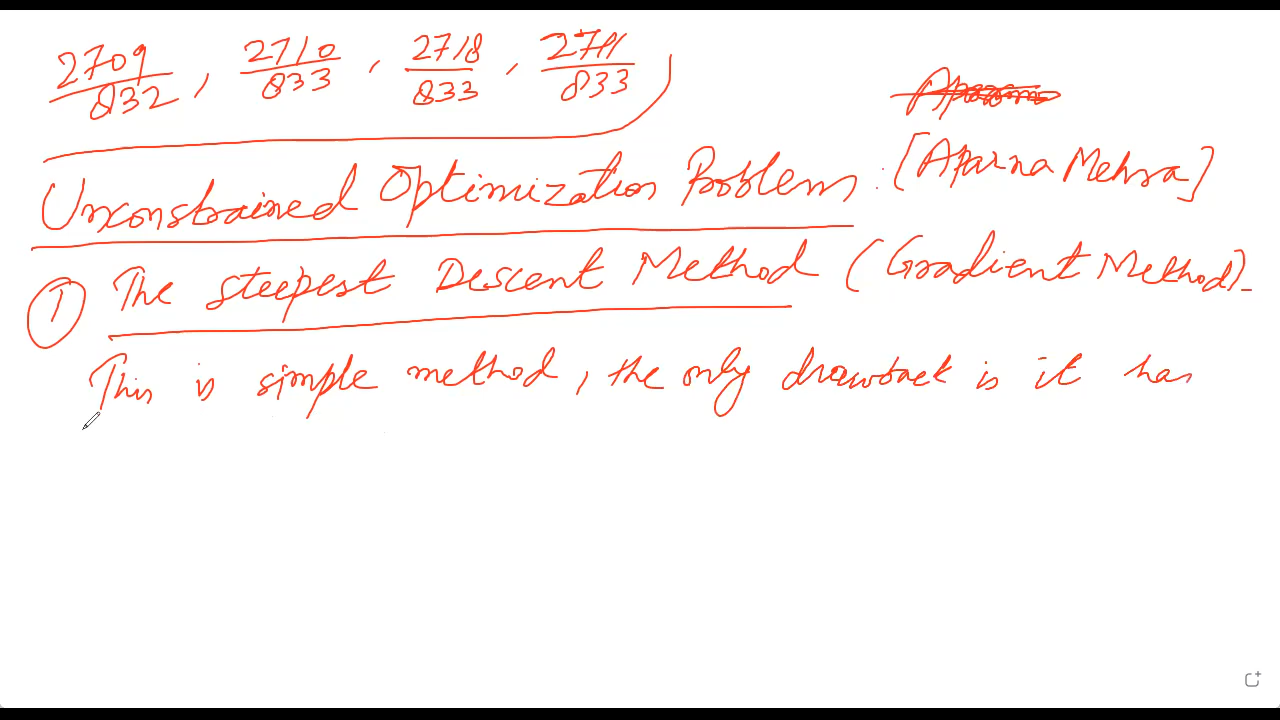 2709/832, 2710/833, 2718/833, 2711/833
Unconstrained Optimization Problem: [Aparna Mehra]
① The steepest Descent Method (Gradient Method)-
This is simple method, the only drawback is it has